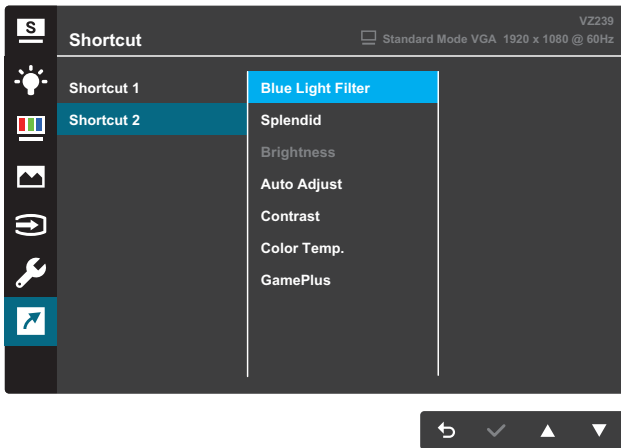 VZ239
S
Shortcut
Standard Mode VGA 1920 x 1080 @ 60Hz
Shortcut 1
Shortcut 2
Blue Light Filter
Splendid
Brightness
Auto Adjust
Contrast
Color Temp.
GamePlus